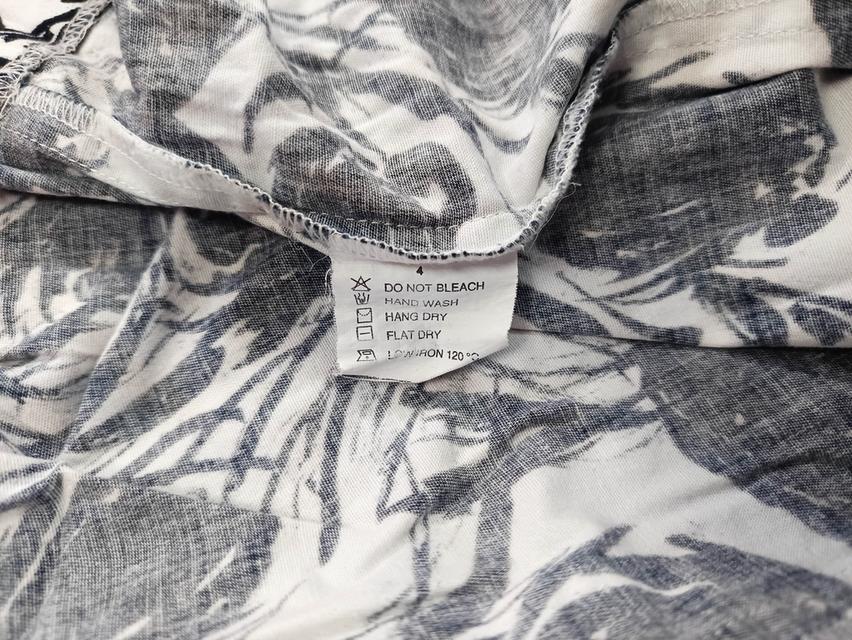 4
DO NOT BLEACH
HAND WASH
HANG DRY
FLAT DRY
LOW IRON 120 °C